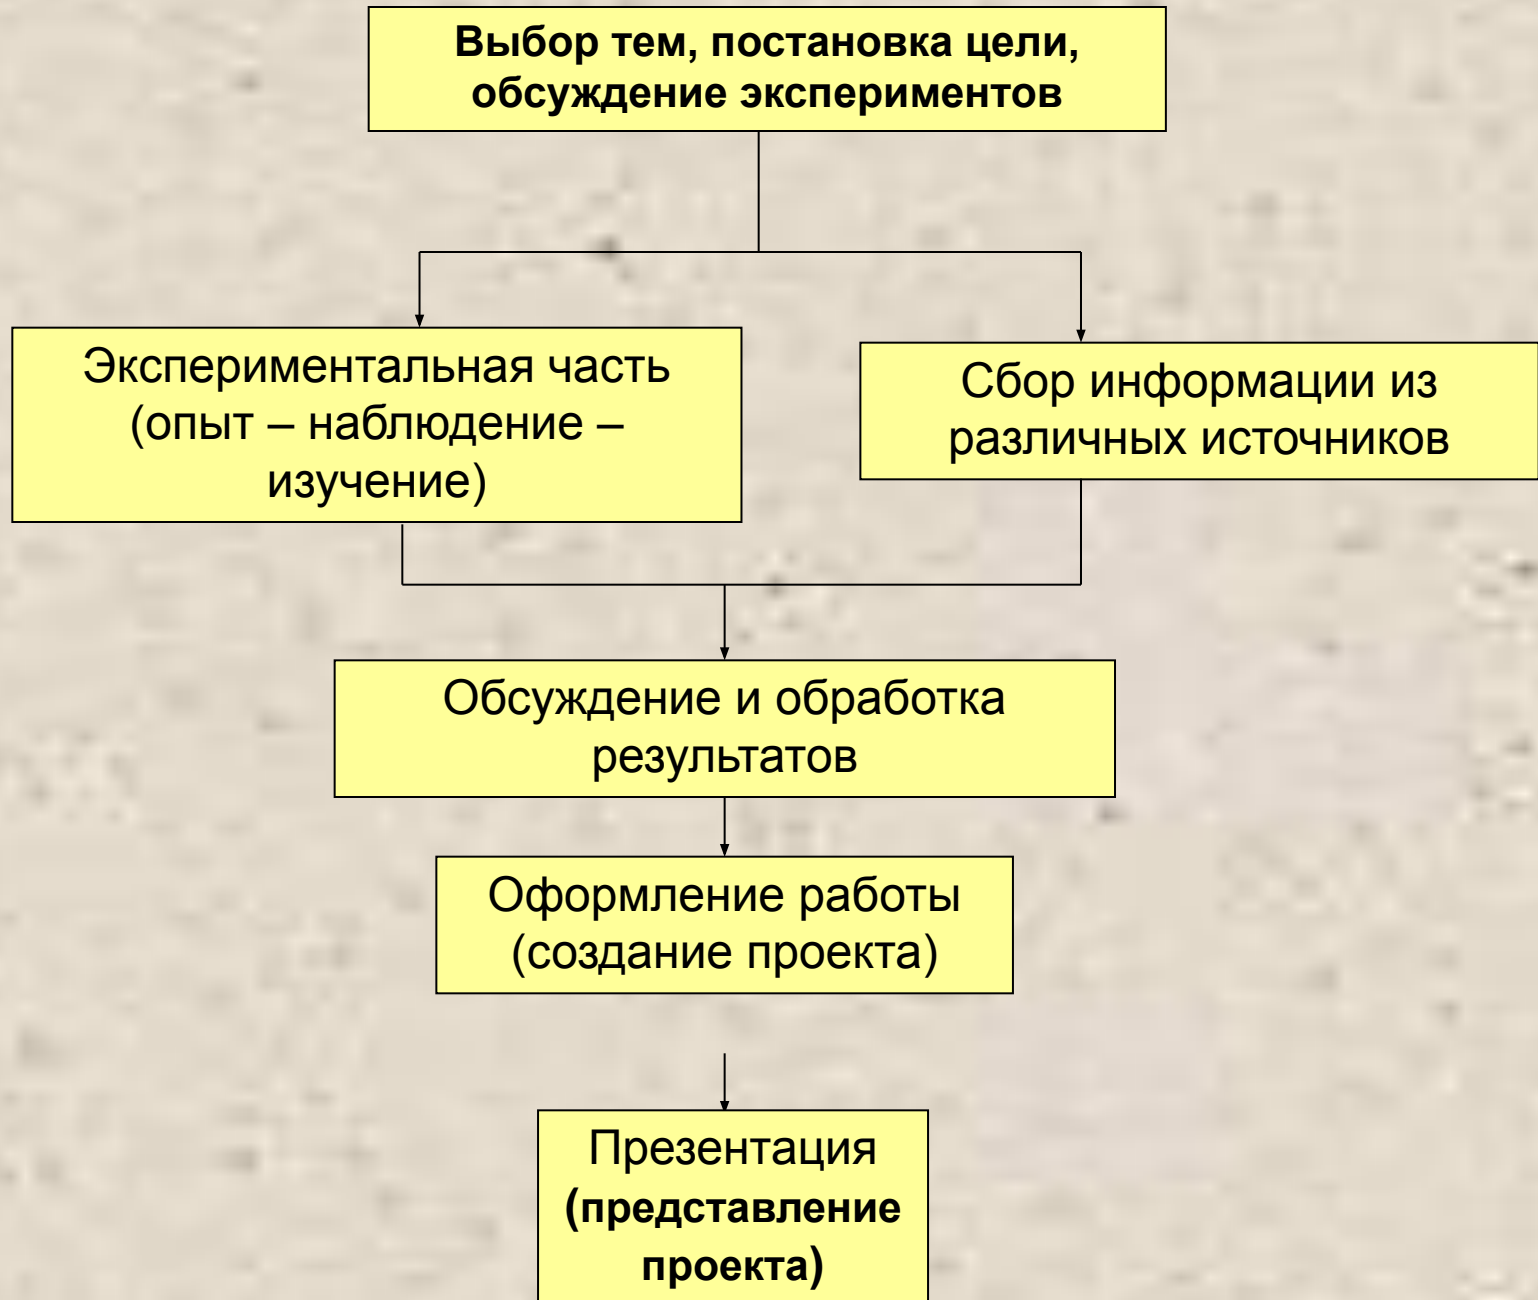 Выбор тем, постановка цели,
обсуждение экспериментов
Экспериментальная часть
(опыт – наблюдение –
изучение)
Сбор информации из
различных источников
Обсуждение и обработка
результатов
Оформление работы
(создание проекта)
Презентация
(представление
проекта)